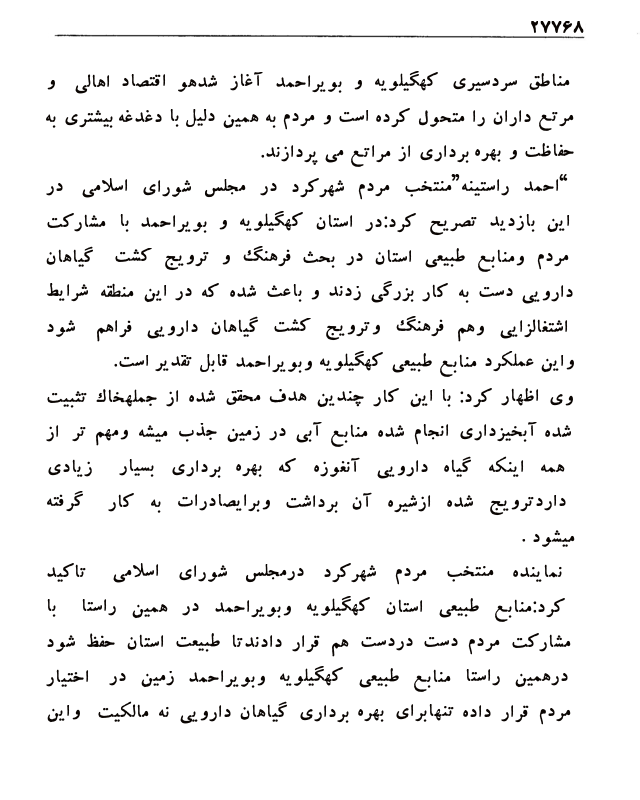 ۲۷۷۶۸
مناطق سردسیری کهگیلویه و بویراحمد آغاز شدهو اقتصاد اهالی و
مرتع داران را متحول کرده است و مردم به همین دلیل با دغدغه بیشتری به
حفاظت و بهره برداری از مراتع می پردازند.
“احمد راستینه”منتخب مردم شهرکرد در مجلس شورای اسلامی در
این بازدید تصریح کرد:در استان کهگیلویه و بویراحمد با مشارکت
مردم ومنابع طبیعی استان در بحث فرهنگ و ترویج کشت گیاهان
دارویی دست به کار بزرگی زدند و باعث شده که در این منطقه شرایط
اشتغالزایی وهم فرهنگ وترویج کشت گیاهان دارویی فراهم شود
واین عملکرد منابع طبیعی کهگیلویه وبویراحمد قابل تقدیر است.
وی اظهار کرد: با این کار چندین هدف محقق شده از جملهخاك تثبیت
شده آبخیزداری انجام شده منابع آبی در زمین جذب میشه ومهم تر از
همه اینکه گیاه دارویی آنغوزه که بهره برداری بسیار زیادی
داردترویج شده ازشیره آن برداشت وبرایصادرات به کار گرفته
میشود .
نماینده منتخب مردم شهرکرد درمجلس شورای اسلامی تاکید
کرد:منابع طبیعی استان کهگیلویه وبویراحمد در همین راستا با
مشارکت مردم دست دردست هم قرار دادندتا طبیعت استان حفظ شود
درهمین راستا منابع طبیعی کهگیلویه وبویراحمد زمین در اختیار
مردم قرار داده تنهابرای بهره برداری گیاهان دارویی نه مالکیت واین